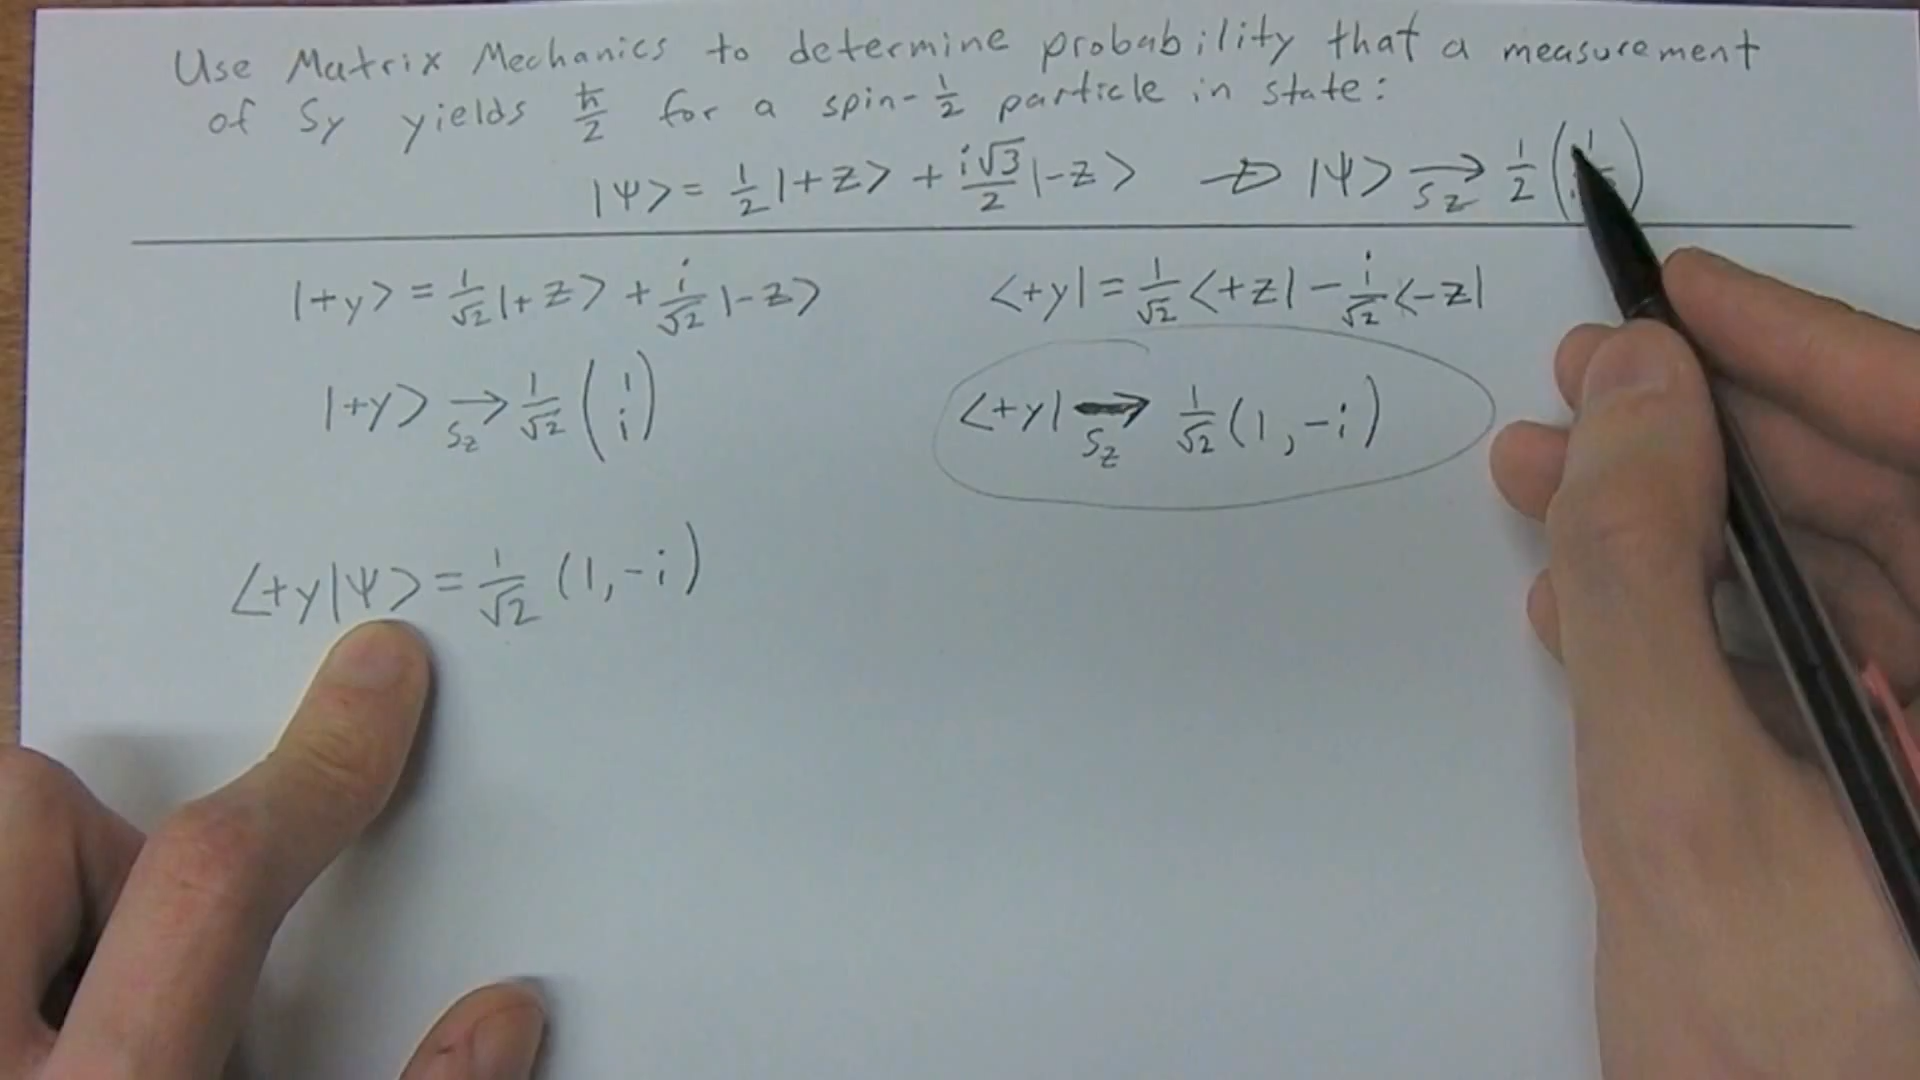 Use Matrix Mechanics to determine probability that a measurement
of Sy yields ħ/2 for a spin-1/2 particle in state:
|Ψ> = 1/2 |+z> + i√3/2 |-z> → |Ψ> →Sz 1/2 (1
|+y> = 1/√2 |+z> + i/√2 |-z> <+y| = 1/√2 <+z| - i/√2 <-z|
|+y> →Sz 1/√2 (1 i) <+y| →Sz 1/√2 (1, -i)
<+y|Ψ> = 1/√2 (1, -i)